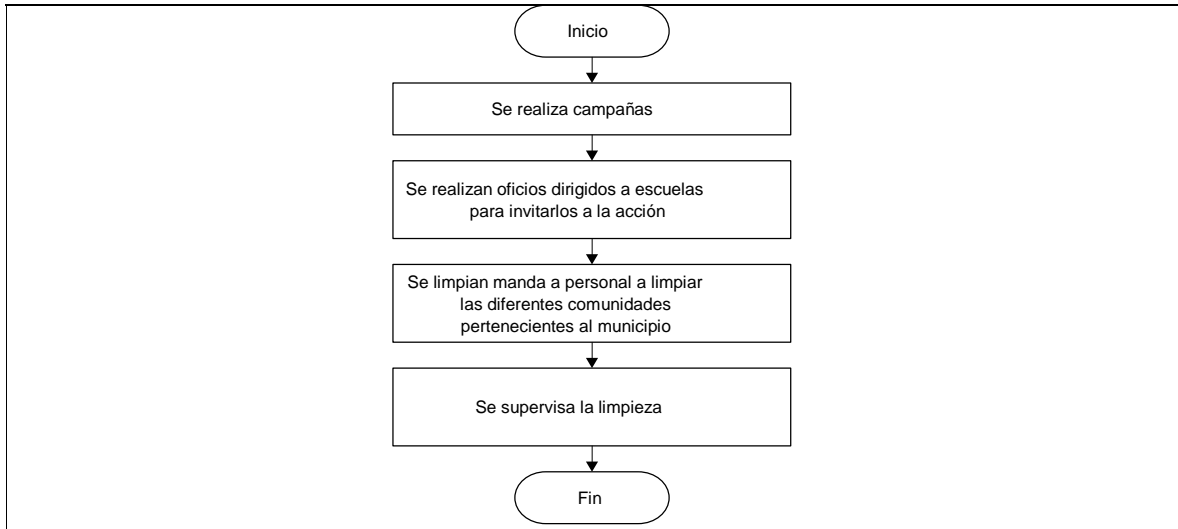 Inicio
Se realiza campañas
Se realizan oficios dirigidos a escuelas
para invitarlos a la acción
Se limpian manda a personal a limpiar
las diferentes comunidades
pertenecientes al municipio
Se supervisa la limpieza
Fin